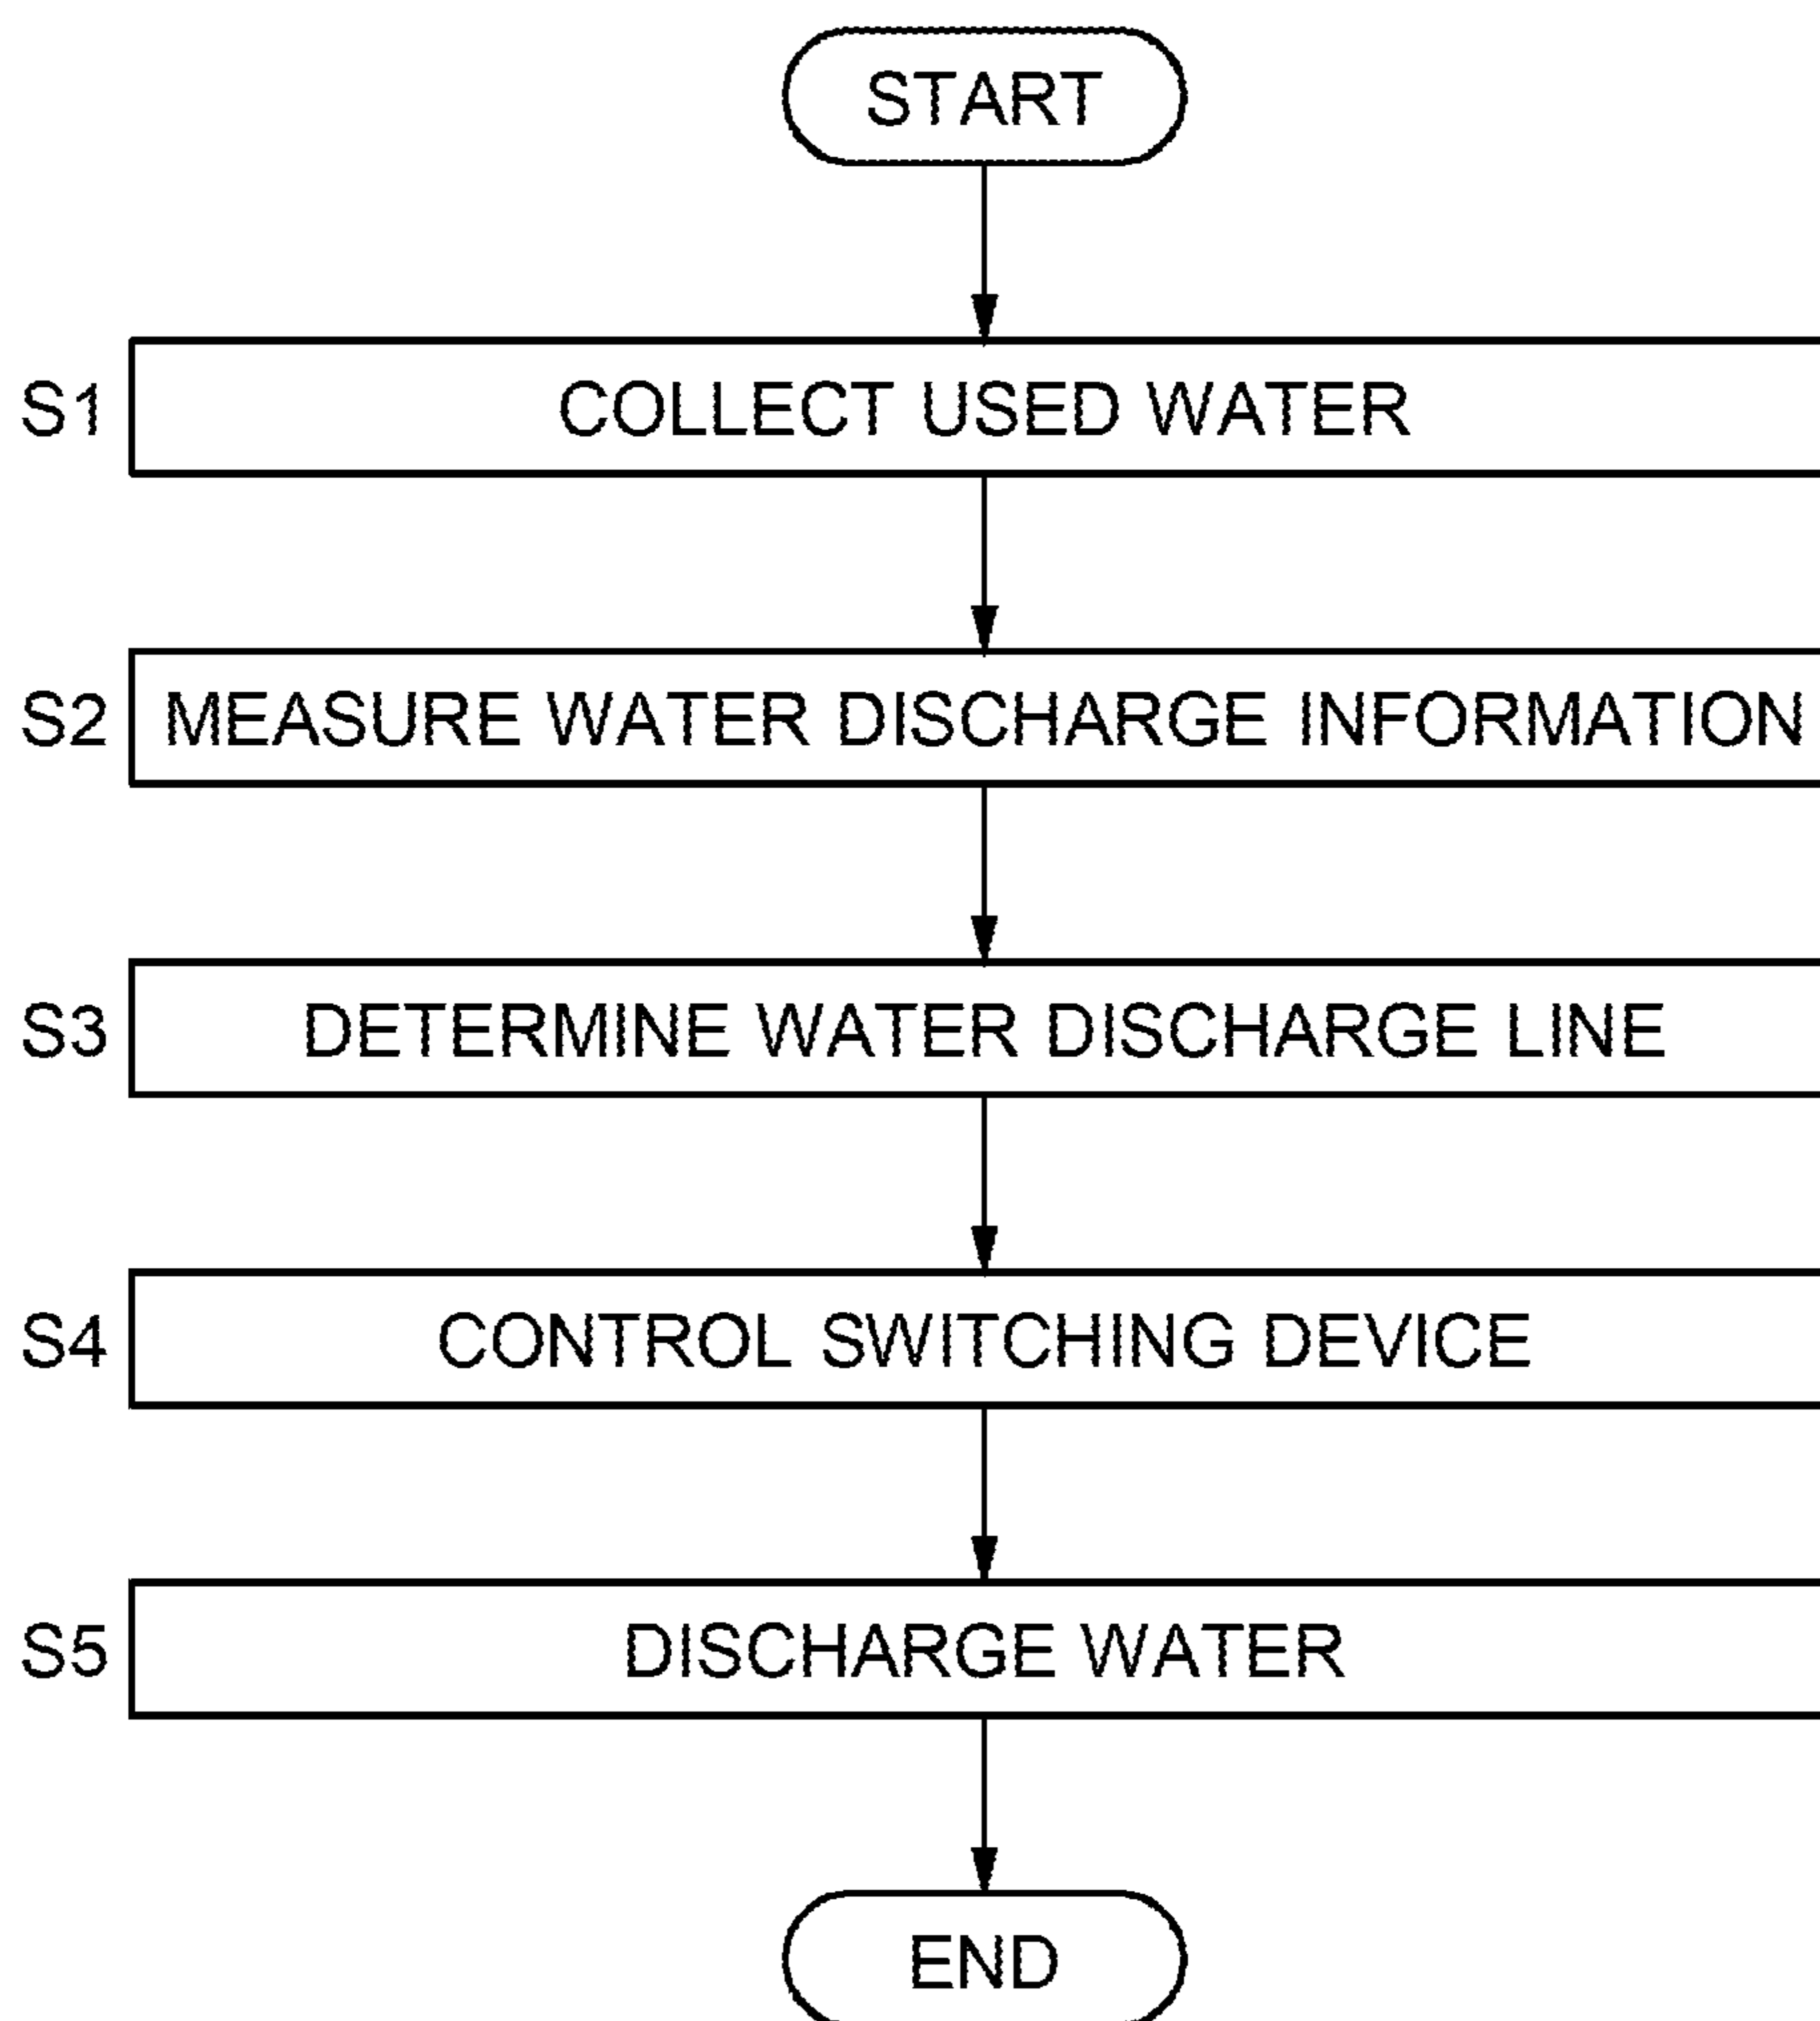 START
S1 COLLECT USED WATER
S2 MEASURE WATER DISCHARGE INFORMATION
S3 DETERMINE WATER DISCHARGE LINE
S4 CONTROL SWITCHING DEVICE
S5 DISCHARGE WATER
END